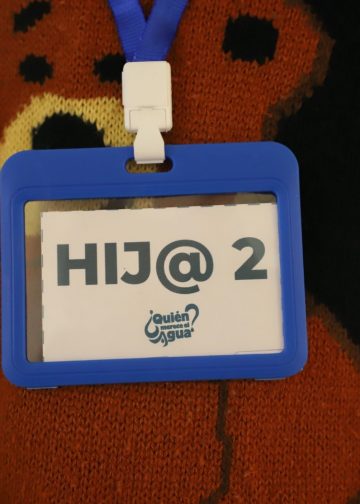 HIJ@ 2
¿Quién
merece el
Agua?